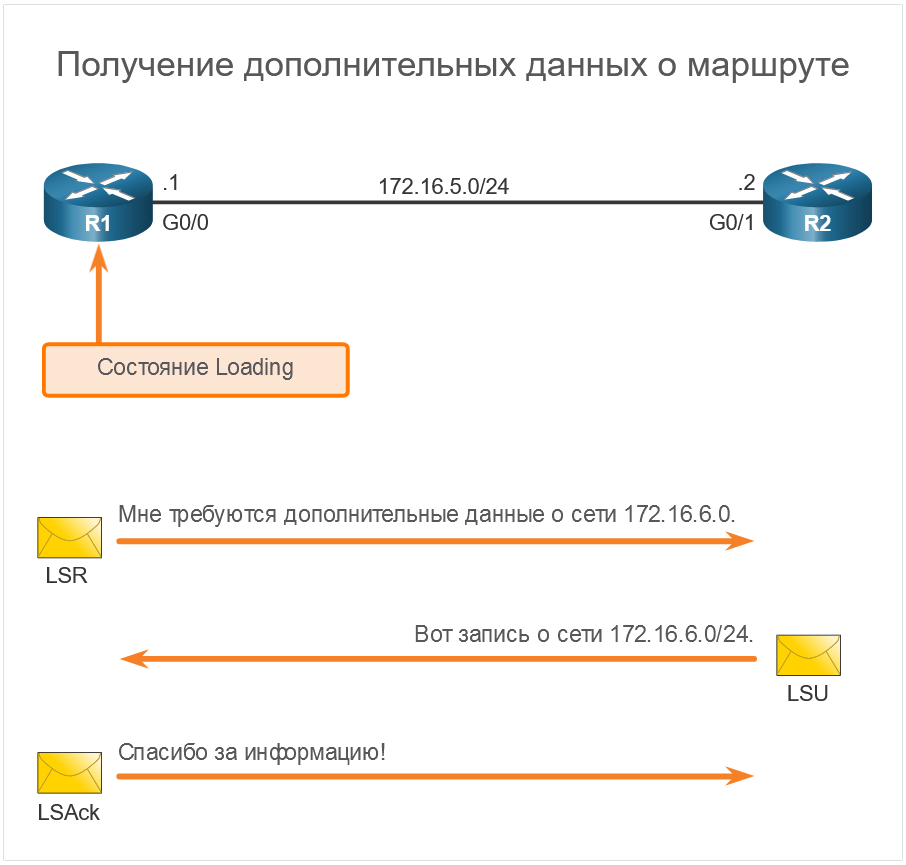 Получение дополнительных данных о маршруте
.1
172.16.5.0/24
.2
R1
G0/0
G0/1
R2
Состояние Loading
Мне требуются дополнительные данные о сети 172.16.6.0.
LSR
Вот запись о сети 172.16.6.0/24.
LSU
Спасибо за информацию!
LSAck